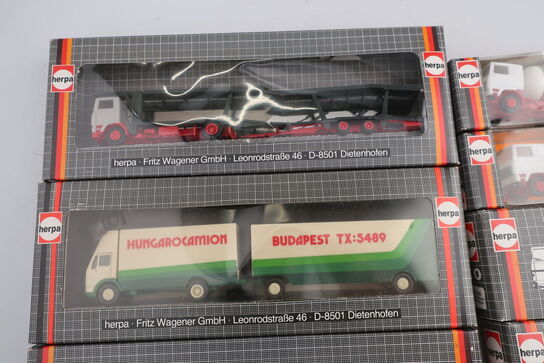 herpa
herpa
herpa · Fritz Wagener GmbH · Leonrodstraße 46 · D-8501 Dietenhofen
herpa
herpa
herpa
herpa
HUNGAROCAMION
BUDAPEST TX:5489
herpa · Fritz Wagener GmbH · Leonrodstraße 46 · D-8501 Dietenhofen
herpa
herpa